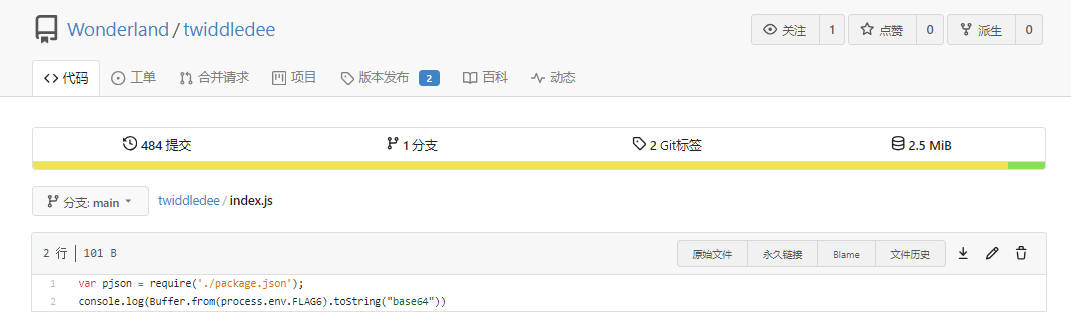 Wonderland / twiddledee 关注 1 点赞 0 派生 0
代码 工单 合并请求 项目 版本发布 2 百科 动态
484 提交 1 分支 2 Git标签 2.5 MiB
分支: main twiddledee / index.js
2 行 101 B 原始文件 永久链接 Blame 文件历史
1 var pjson = require('./package.json');
2 console.log(Buffer.from(process.env.FLAG6).toString("base64"))